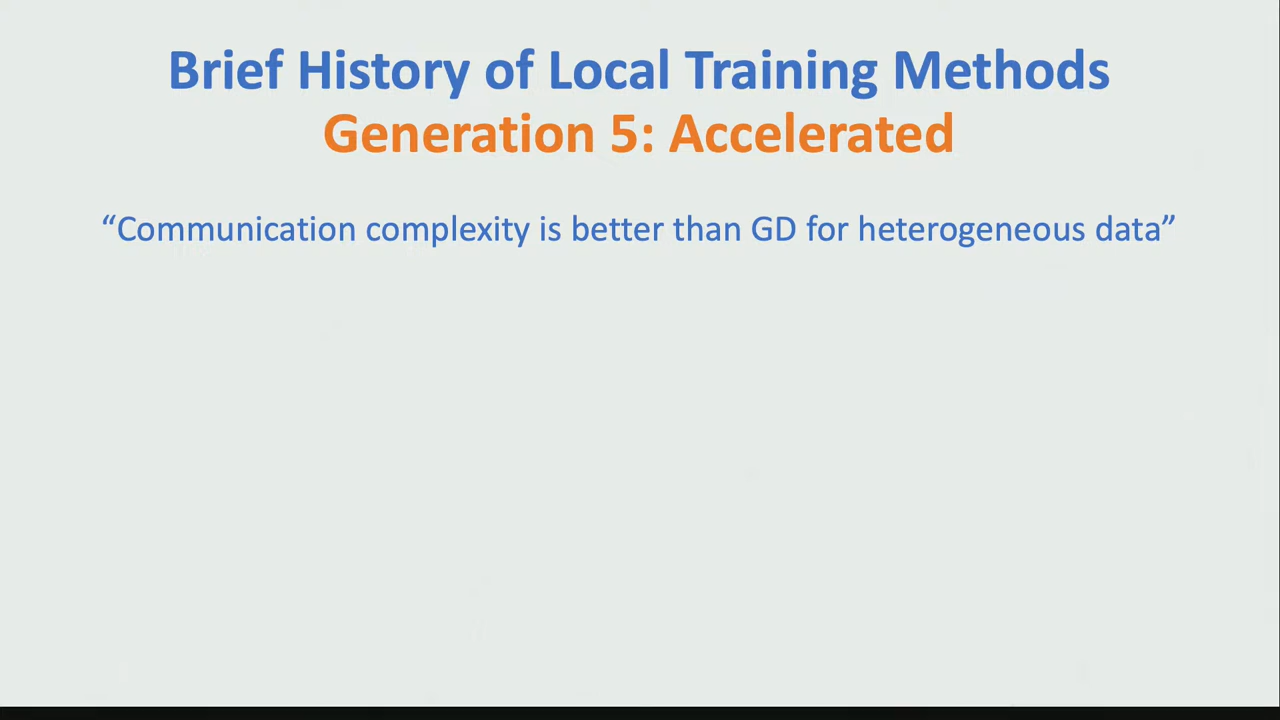 Brief History of Local Training Methods
Generation 5: Accelerated
“Communication complexity is better than GD for heterogeneous data”